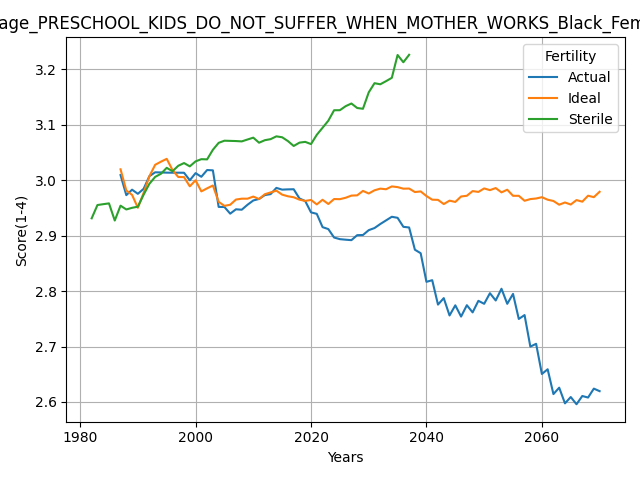 age_PRESCHOOL_KIDS_DO_NOT_SUFFER_WHEN_MOTHER_WORKS_Black_Fem
Fertility
Actual
Ideal
Sterile
Score(1-4)
3.2
3.1
3.0
2.9
2.8
2.7
2.6
1980 2000 2020 2040 2060
Years